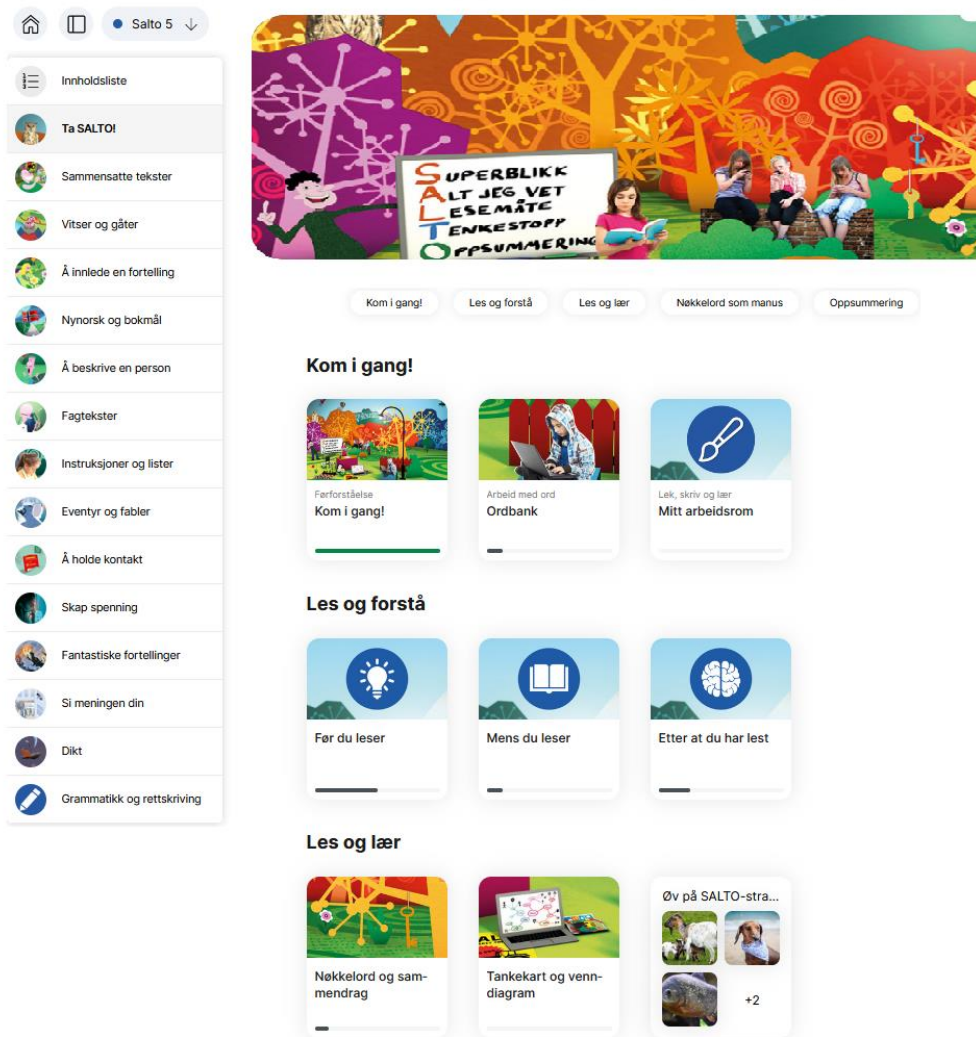 Salto 5
Innholdsliste
Ta SALTO!
Sammensatte tekster
Vitser og gåter
Å innlede en fortelling
Nynorsk og bokmål
Å beskrive en person
Fagtekster
Instruksjoner og lister
Eventyr og fabler
Å holde kontakt
Skap spenning
Fantastiske fortellinger
Si meningen din
Dikt
Grammatikk og rettskriving
SUPERBLIKK
ALT JEG VET
LESEMÅTE
TENKESTOPP
OPPSUMMERING
Kom i gang!
Les og forstå
Les og lær
Nøkkelord som manus
Oppsummering
Kom i gang!
Førforståelse
Kom i gang!
Arbeid med ord
Ordbank
Lek, skriv og lær
Mitt arbeidsrom
Les og forstå
Før du leser
Mens du leser
Etter at du har lest
Les og lær
Nøkkelord og sam-
mendrag
Tankekart og venn-
diagram
Øv på SALTO-stra...
+2